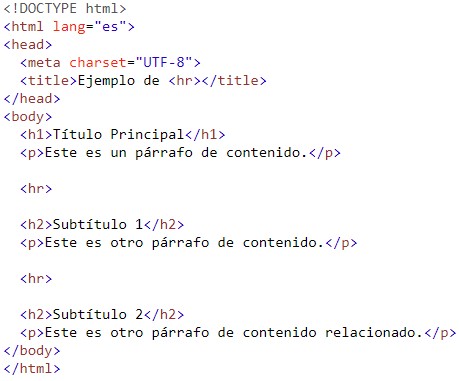 <!DOCTYPE html>
<html lang="es">
<head>
  <meta charset="UTF-8">
  <title>Ejemplo de <hr></title>
</head>
<body>
  <h1>Título Principal</h1>
  <p>Este es un párrafo de contenido.</p>

  <hr>

  <h2>Subtítulo 1</h2>
  <p>Este es otro párrafo de contenido.</p>

  <hr>

  <h2>Subtítulo 2</h2>
  <p>Este es otro párrafo de contenido relacionado.</p>
</body>
</html>